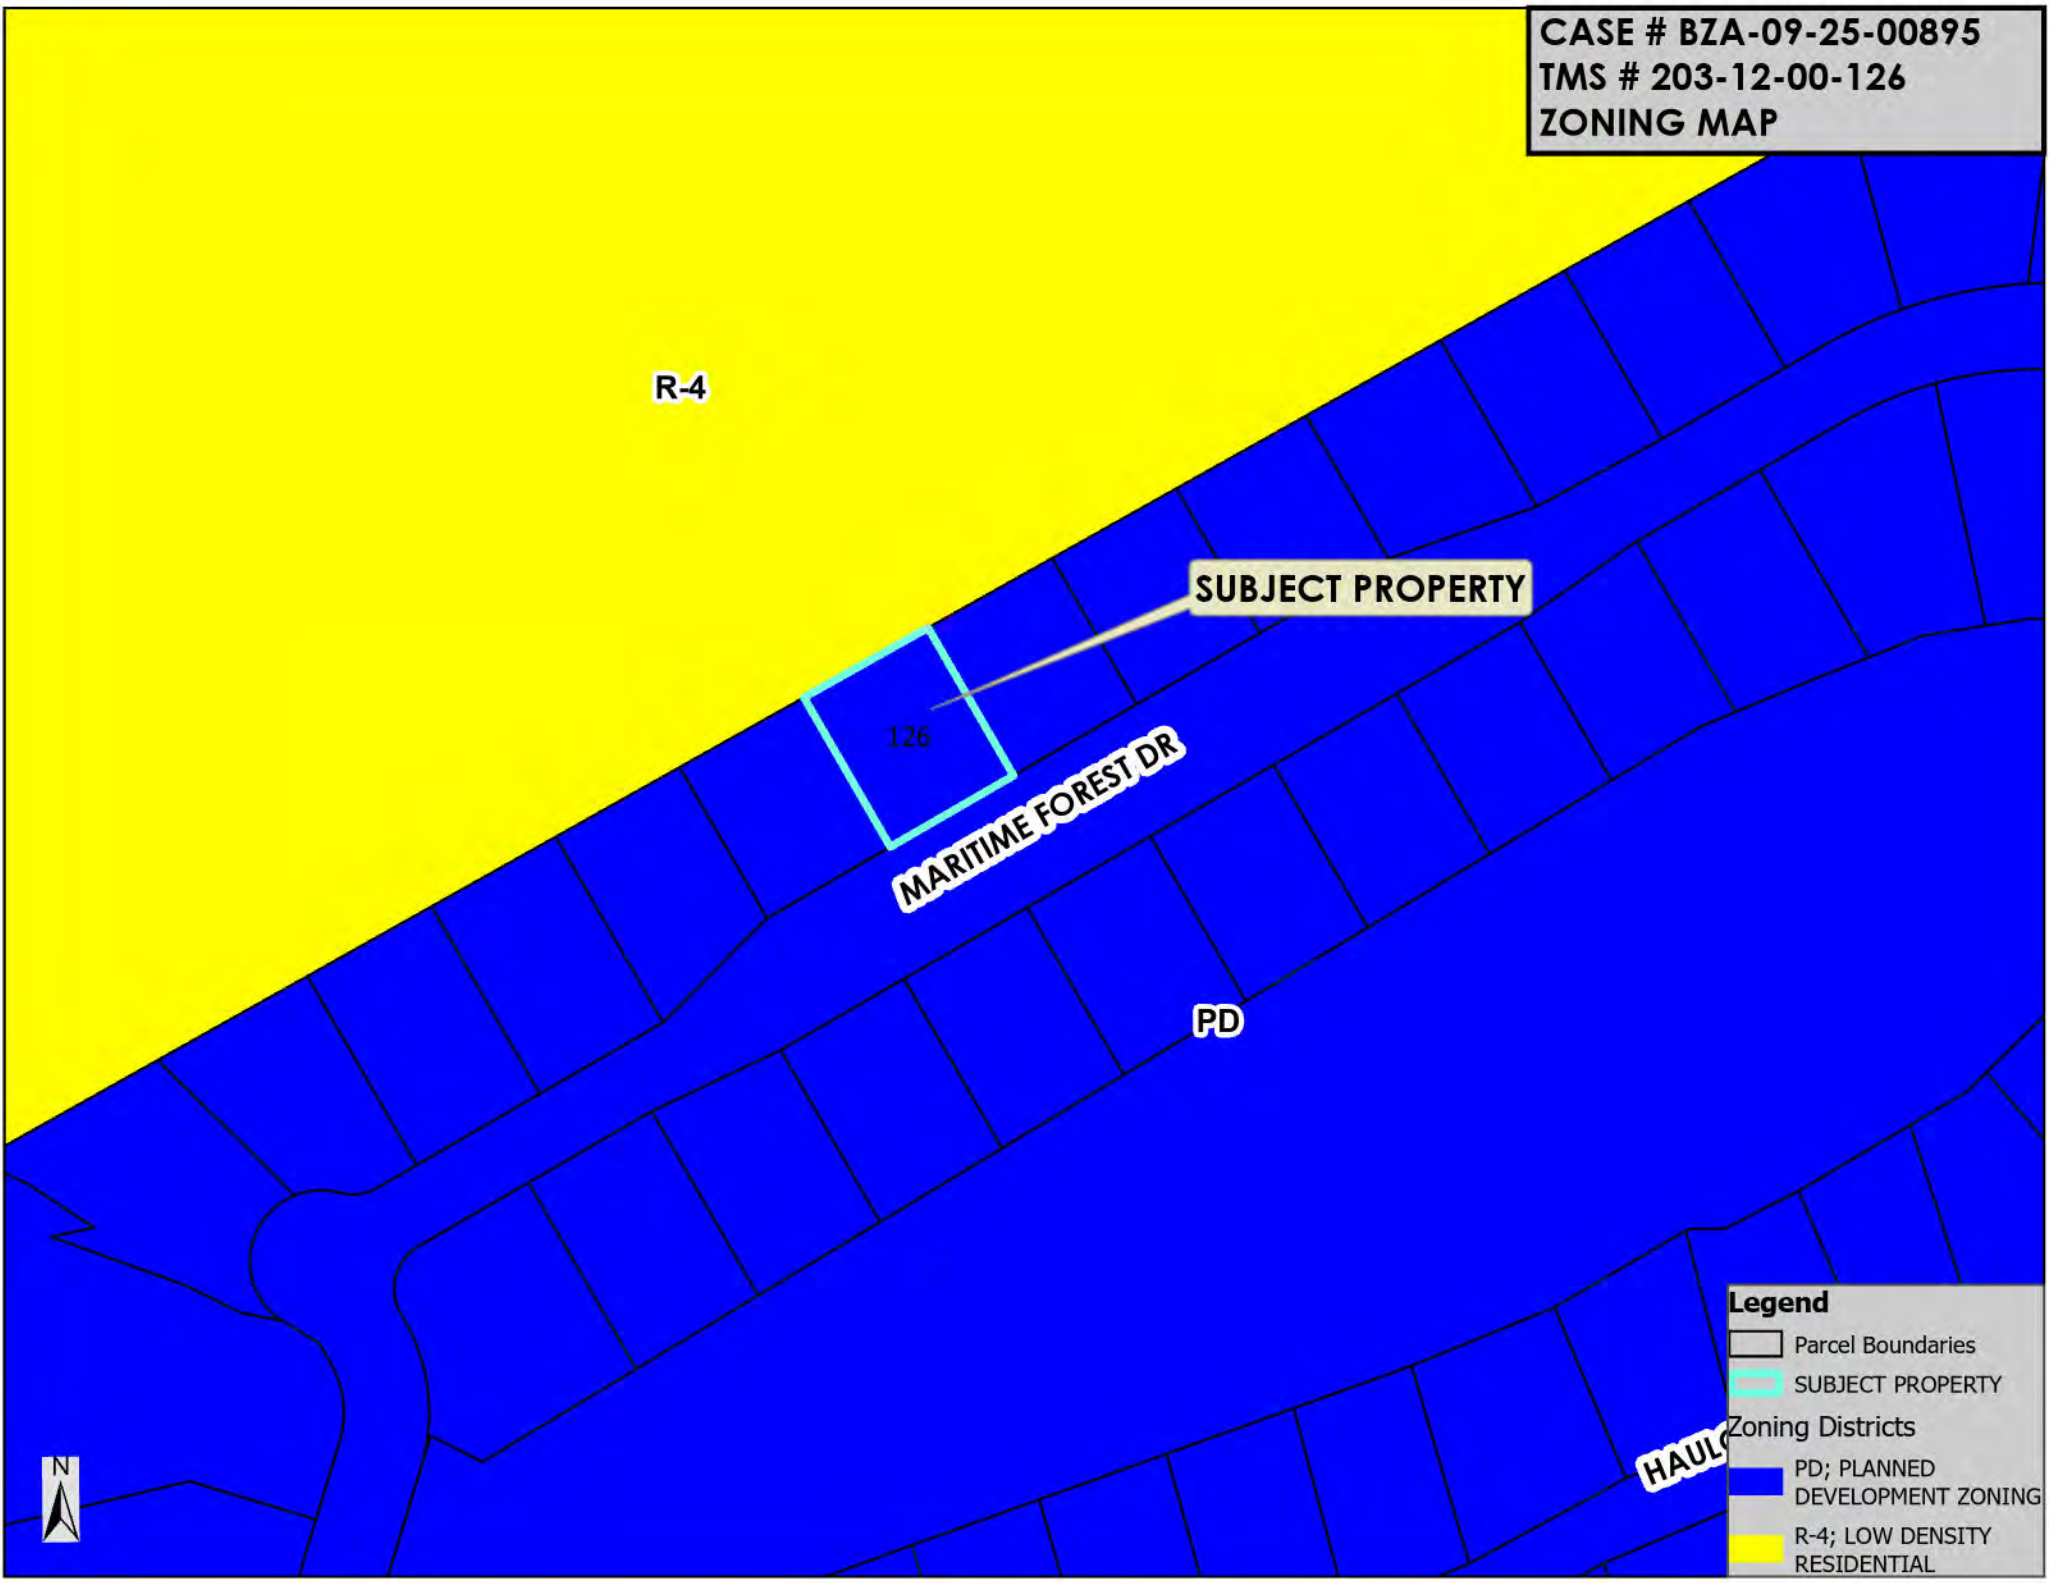 CASE # BZA-09-25-00895
TMS # 203-12-00-126
ZONING MAP
R-4
SUBJECT PROPERTY
126
MARITIME FOREST DR
PD
N
Legend
Parcel Boundaries
SUBJECT PROPERTY
Zoning Districts
PD; PLANNED
DEVELOPMENT ZONING
R-4; LOW DENSITY
RESIDENTIAL